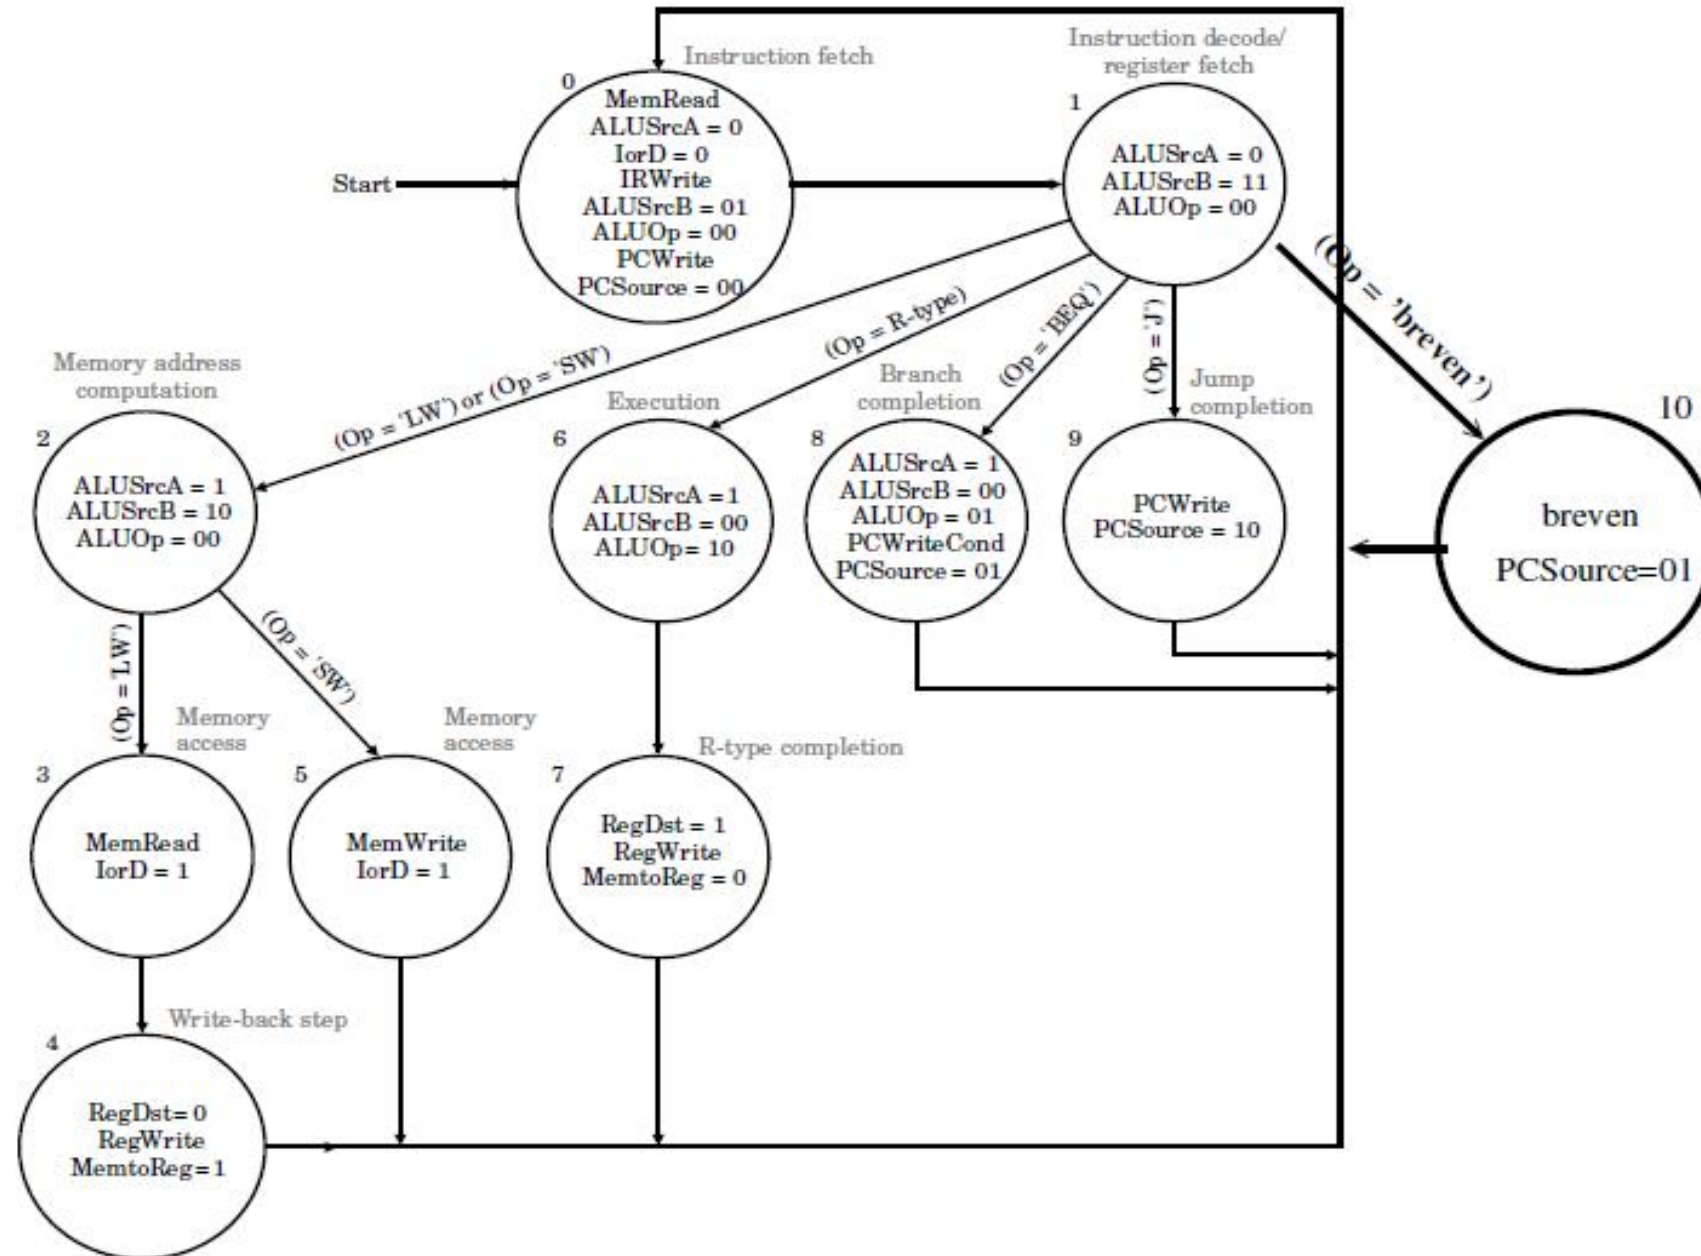 Instruction fetch
0
MemRead
ALUSrcA = 0
IorD = 0
IRWrite
ALUSrcB = 01
ALUOp = 00
PCWrite
PCSource = 00
Start
Instruction decode/
register fetch
1
ALUSrcA = 0
ALUSrcB = 11
ALUOp = 00
(Op = 'LW') or (Op = 'SW')
(Op = R-type)
(Op = 'BEQ')
(Op = 'J')
(Op = 'breven')
Memory address
computation
2
ALUSrcA = 1
ALUSrcB = 10
ALUOp = 00
Execution
6
ALUSrcA =1
ALUSrcB = 00
ALUOp= 10
Branch
completion
8
ALUSrcA = 1
ALUSrcB = 00
ALUOp = 01
PCWriteCond
PCSource = 01
Jump
completion
9
PCWrite
PCSource = 10
10
breven
PCSource=01
(Op = 'LW')
(Op = 'SW')
Memory
access
3
MemRead
IorD = 1
Memory
access
5
MemWrite
IorD = 1
R-type completion
7
RegDst = 1
RegWrite
MemtoReg = 0
Write-back step
4
RegDst= 0
RegWrite
MemtoReg=1